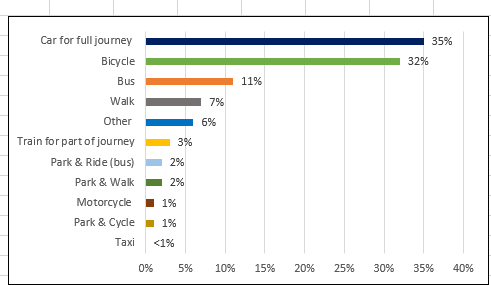 Car for full journey 35%
Bicycle 32%
Bus 11%
Walk 7%
Other 6%
Train for part of journey 3%
Park & Ride (bus) 2%
Park & Walk 2%
Motorcycle 1%
Park & Cycle 1%
Taxi <1%
0% 5% 10% 15% 20% 25% 30% 35% 40%